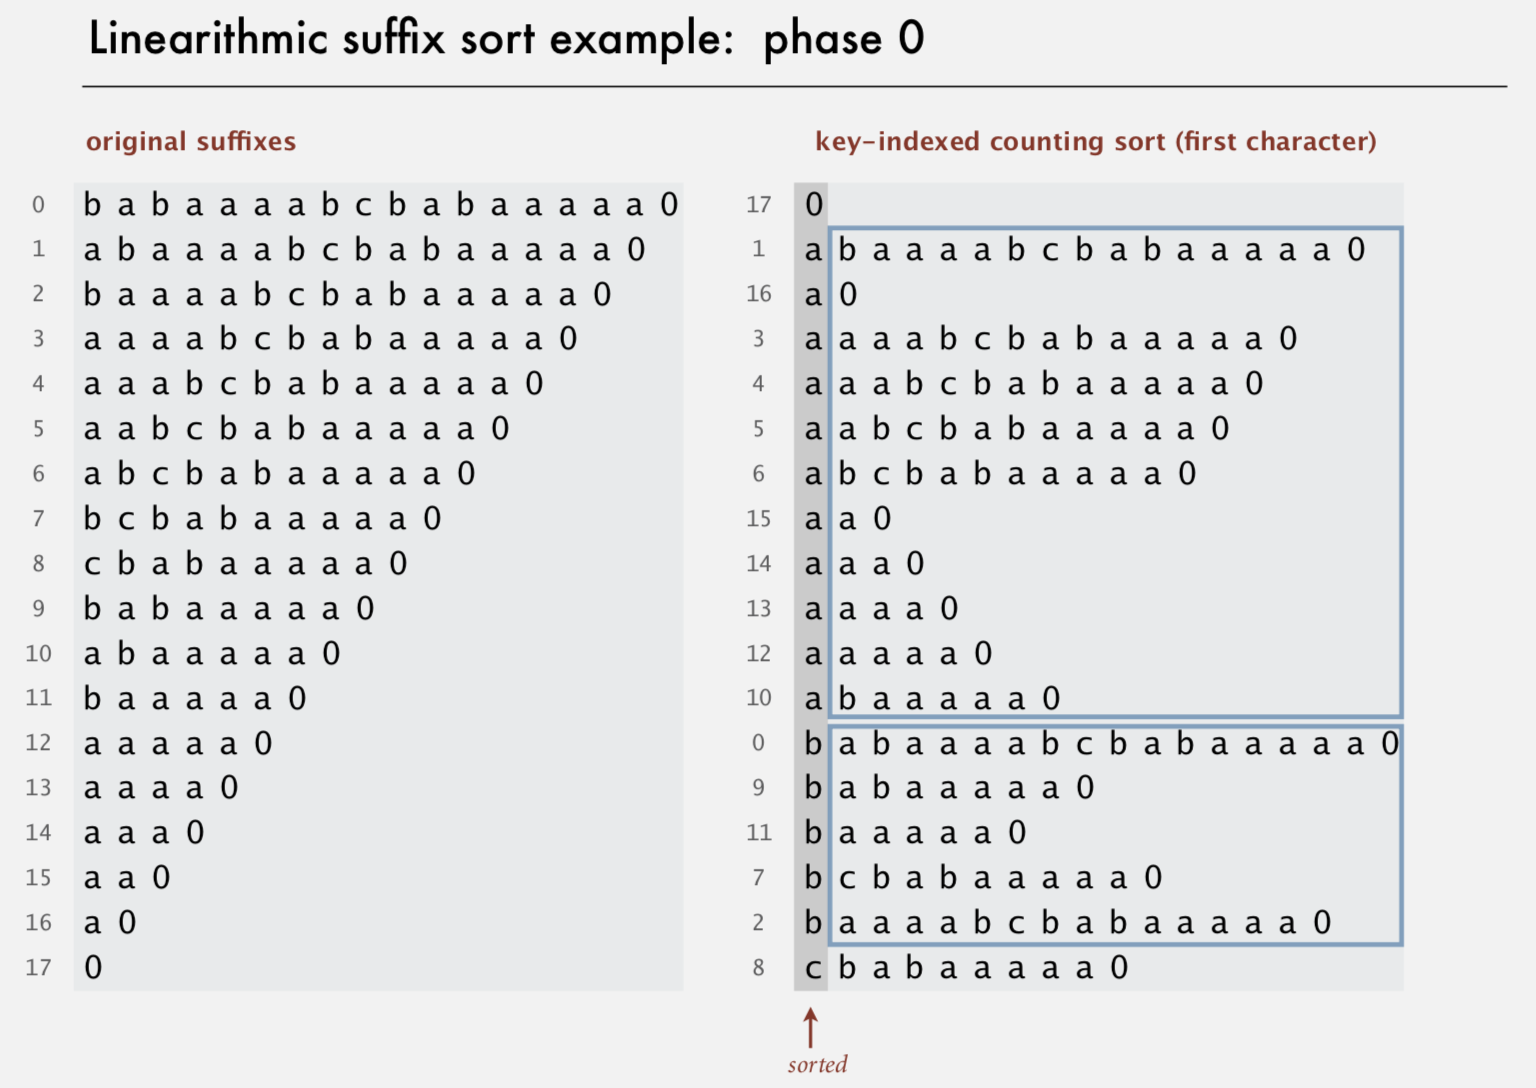 Linearithmic suffix sort example: phase 0
original suffixes
0 b a b a a a a b c b a b a a a a a 0
1 a b a a a a b c b a b a a a a a 0
2 b a a a a b c b a b a a a a a 0
3 a a a a b c b a b a a a a a 0
4 a a a b c b a b a a a a a 0
5 a a b c b a b a a a a a 0
6 a b c b a b a a a a a 0
7 b c b a b a a a a a 0
8 c b a b a a a a a 0
9 b a b a a a a a 0
10 a b a a a a a 0
11 b a a a a a 0
12 a a a a a 0
13 a a a a 0
14 a a a 0
15 a a 0
16 a 0
17 0
key-indexed counting sort (first character)
17 0
1 a b a a a a b c b a b a a a a a 0
16 a 0
3 a a a a b c b a b a a a a a 0
4 a a a b c b a b a a a a a 0
5 a a b c b a b a a a a a 0
6 a b c b a b a a a a a 0
15 a a 0
14 a a a 0
13 a a a a 0
12 a a a a a 0
10 a b a a a a a 0
0 b a b a a a a b c b a b a a a a a 0
9 b a b a a a a a 0
11 b a a a a a 0
7 b c b a b a a a a a 0
2 b a a a a b c b a b a a a a a 0
8 c b a b a a a a a 0
sorted